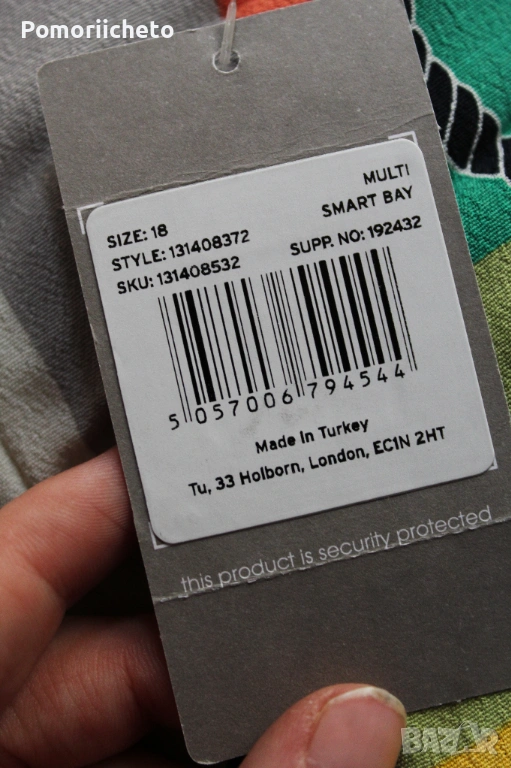 Pomoriicheto
MULTI
SIZE: 18
SMART BAY
STYLE: 131408372
SUPP. NO: 192432
SKU: 131408532
5 057006 794544
Made In Turkey
Tu, 33 Holborn, London, EC1N 2HT
this product is security protected
BAZAR